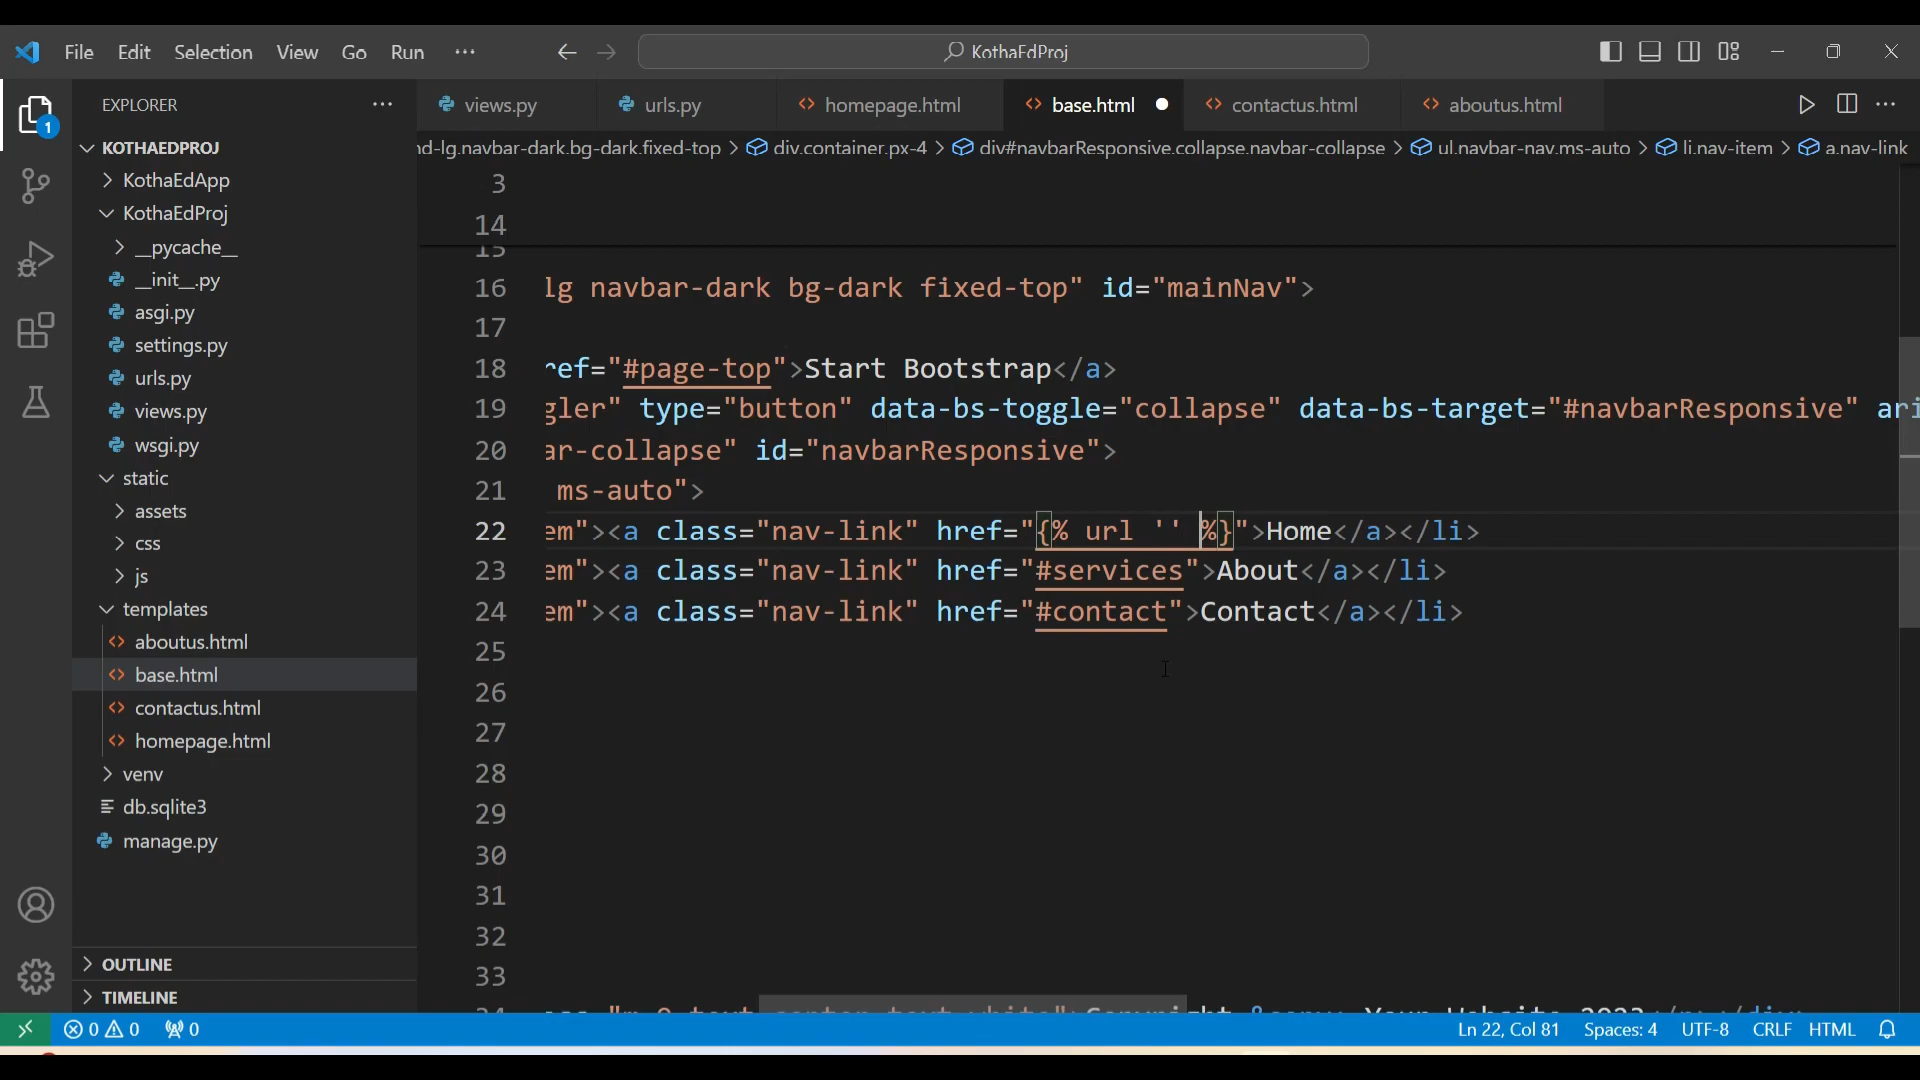 File Edit Selection View Go Run ··· KothaEdProj
EXPLORER ···
views.py urls.py homepage.html base.html contactus.html aboutus.html ···
nd-lg.navbar-dark.bg-dark.fixed-top > div.container.px-4 > div#navbarResponsive.collapse.navbar-collapse > ul.navbar-nav.ms-auto > li.nav-item > a.nav-link
1
KOTHAEDPROJ
KothaEdApp
KothaEdProj
__pycache__
__init__.py
asgi.py
settings.py
urls.py
views.py
wsgi.py
static
assets
css
js
templates
aboutus.html
base.html
contactus.html
homepage.html
venv
db.sqlite3
manage.py
OUTLINE
TIMELINE
3
14
15
16 lg navbar-dark bg-dark fixed-top" id="mainNav">
17
18 ref="#page-top">Start Bootstrap</a>
19 gler" type="button" data-bs-toggle="collapse" data-bs-target="#navbarResponsive" ari
20 ar-collapse" id="navbarResponsive">
21 ms-auto">
22 em"><a class="nav-link" href="{% url '' %}">Home</a></li>
23 em"><a class="nav-link" href="#services">About</a></li>
24 em"><a class="nav-link" href="#contact">Contact</a></li>
25
26
27
28
29
30
31
32
33
0 0 0 Ln 22, Col 81 Spaces: 4 UTF-8 CRLF HTML